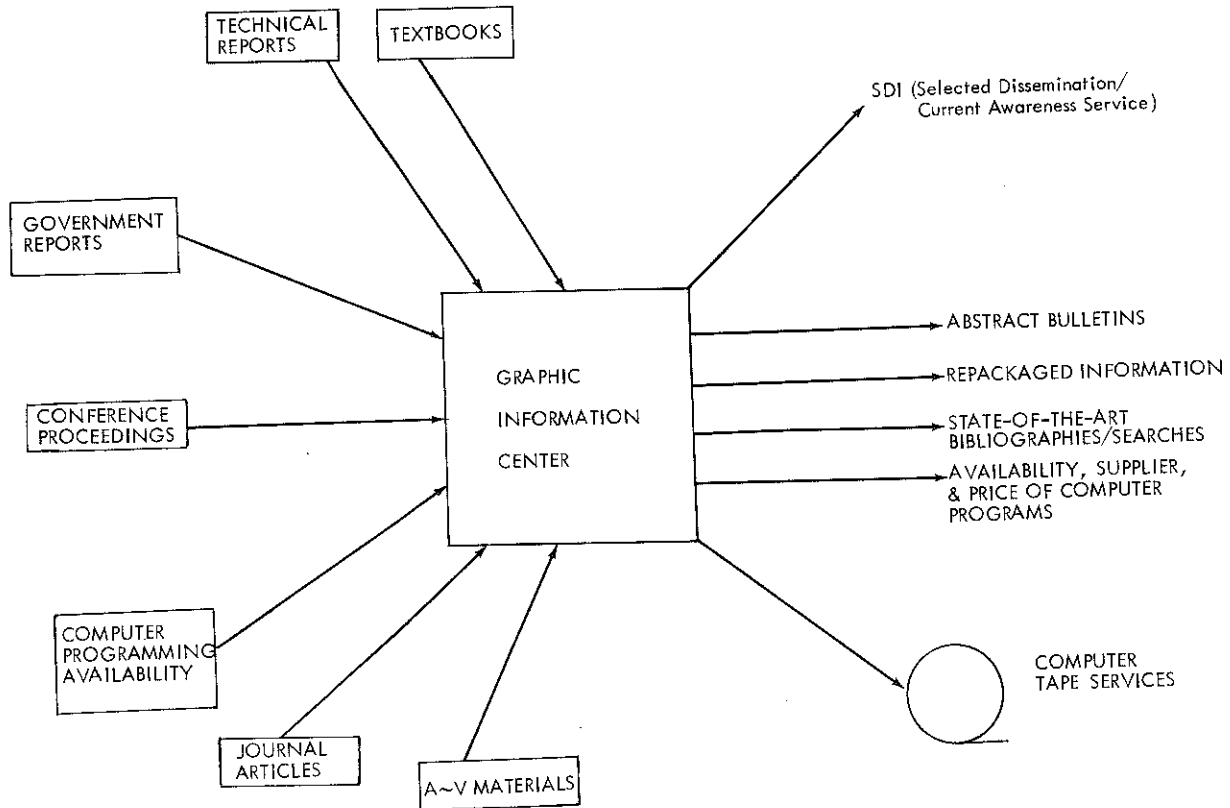 TECHNICAL
REPORTS
TEXTBOOKS
SDI (Selected Dissemination/
Current Awareness Service)
GOVERNMENT
REPORTS
GRAPHIC
INFORMATION
CENTER
ABSTRACT BULLETINS
REPACKAGED INFORMATION
STATE-OF-THE-ART
BIBLIOGRAPHIES/SEARCHES
AVAILABILITY, SUPPLIER,
& PRICE OF COMPUTER
PROGRAMS
CONFERENCE
PROCEEDINGS
COMPUTER
PROGRAMMING
AVAILABILITY
COMPUTER
TAPE SERVICES
JOURNAL
ARTICLES
A~V MATERIALS